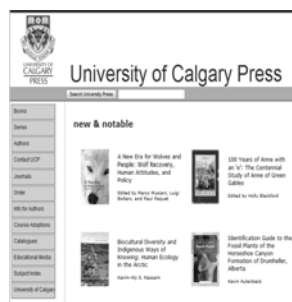 UNIVERSITY OF
CALGARY
PRESS
University of Calgary Press
Search University Press
Books
Series
Authors
Contact UCP
Journals
Order
Info for Authors
Course Adoptions
Catalogues
Educational Media
Subject Index
University of Calgary
new & notable
A New Era for Wolves and
People: Wolf Recovery,
Human Attitudes, and
Policy
Edited by Marco Musiani, Luigi
Boitani, and Paul Paquet
100 Years of Anne with
an 'e': The Centennial
Study of Anne of Green
Gables
Edited by Holly Blackford
Biocultural Diversity and
Indigenous Ways of
Knowing: Human Ecology
in the Arctic
Karim-Aly S. Kassam
Identification Guide to the
Fossil Plants of the
Horseshoe Canyon
Formation of Drumheller,
Alberta
Kevin Aulenback